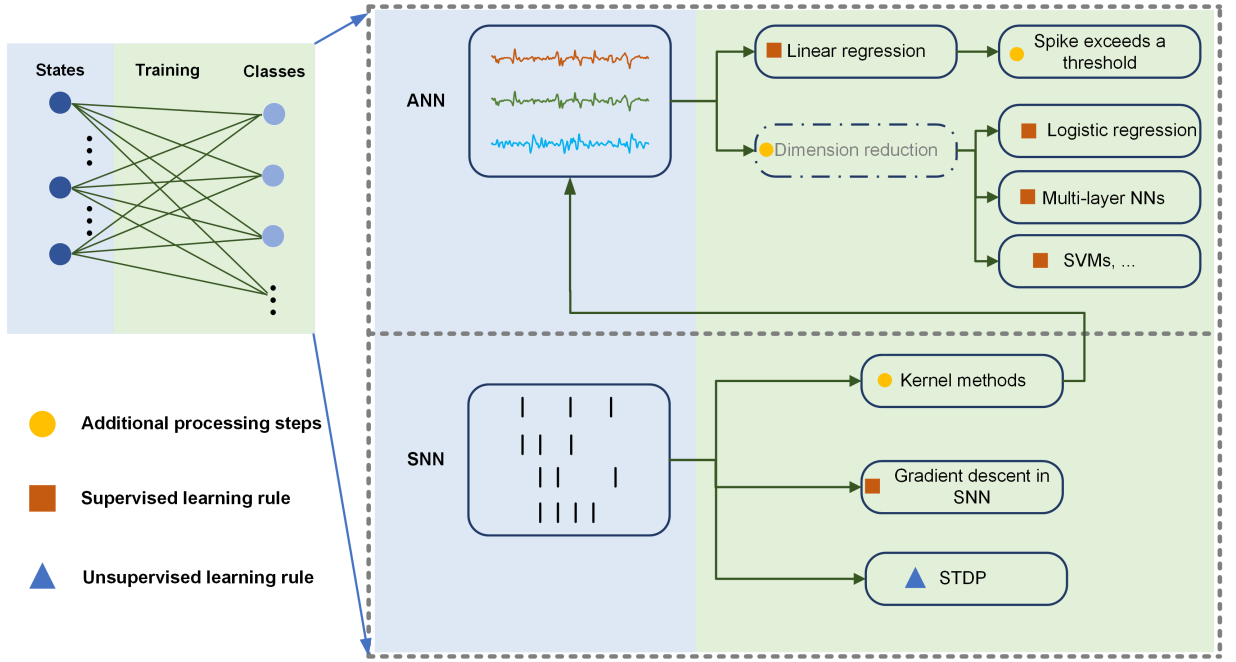 States
Training
Classes
Additional processing steps
Supervised learning rule
Unsupervised learning rule
ANN
Linear regression
Spike exceeds a
threshold
Dimension reduction
Logistic regression
Multi-layer NNs
SVMs, ...
SNN
Kernel methods
Gradient descent in
SNN
STDP